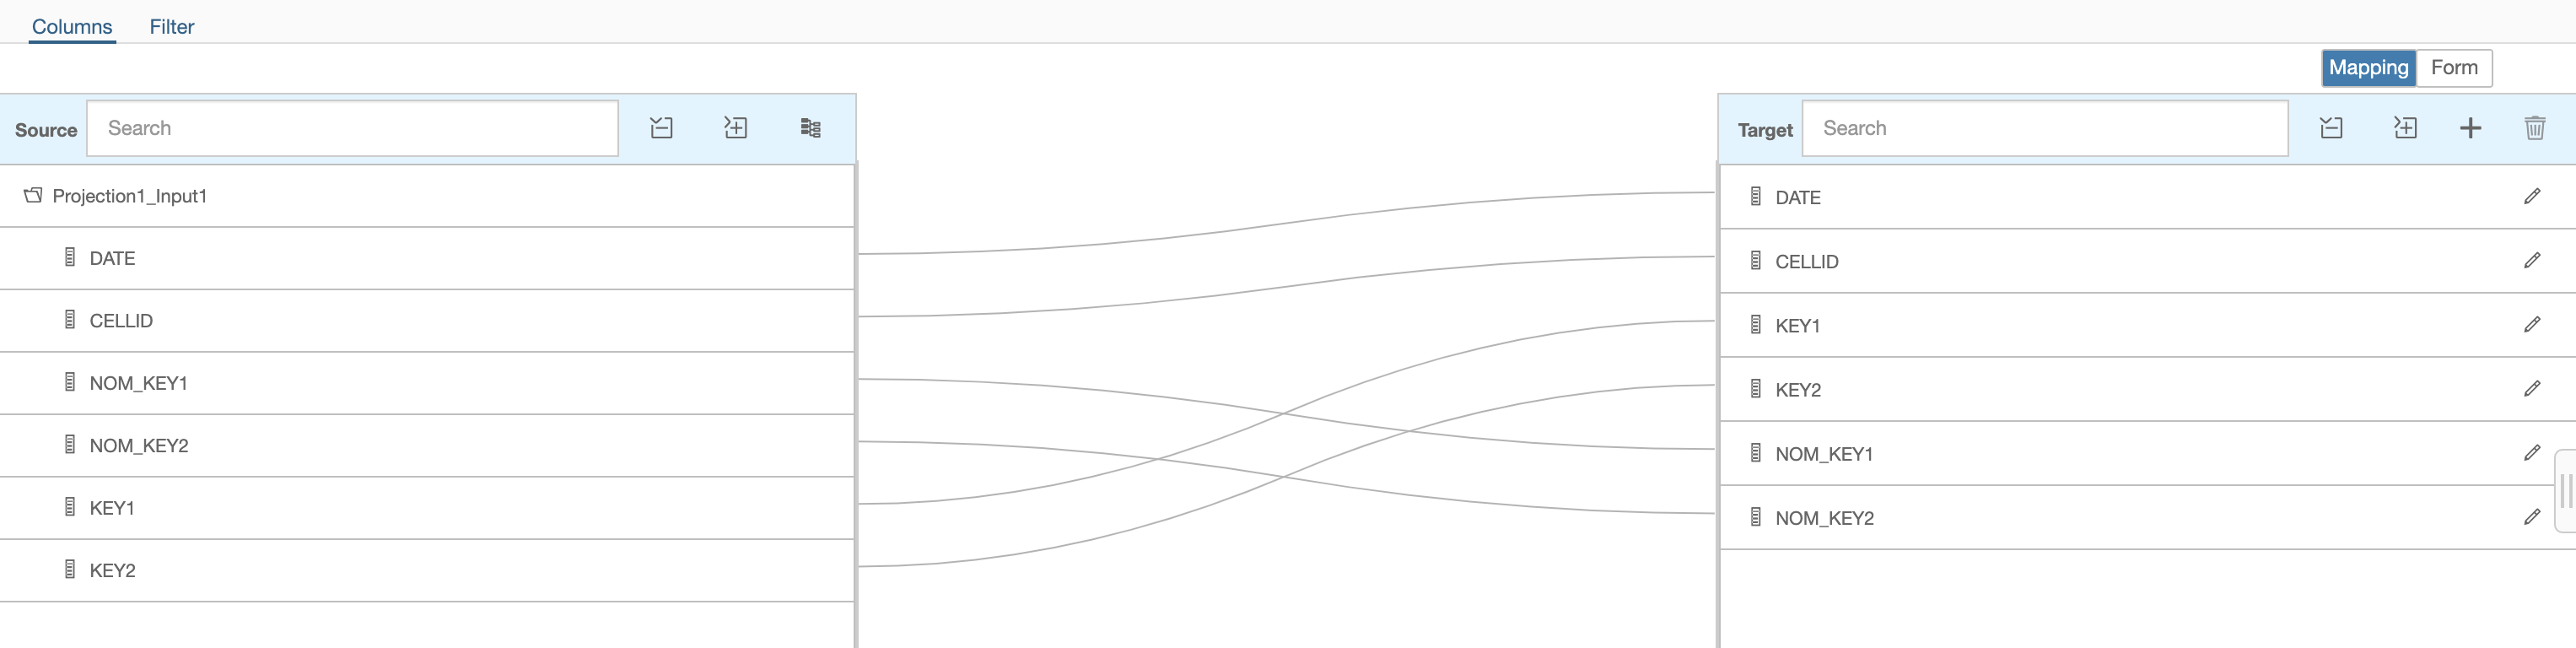 Columns Filter
Mapping Form
Source Search
Target Search
Projection1_Input1
DATE
CELLID
NOM_KEY1
NOM_KEY2
KEY1
KEY2
DATE
CELLID
KEY1
KEY2
NOM_KEY1
NOM_KEY2